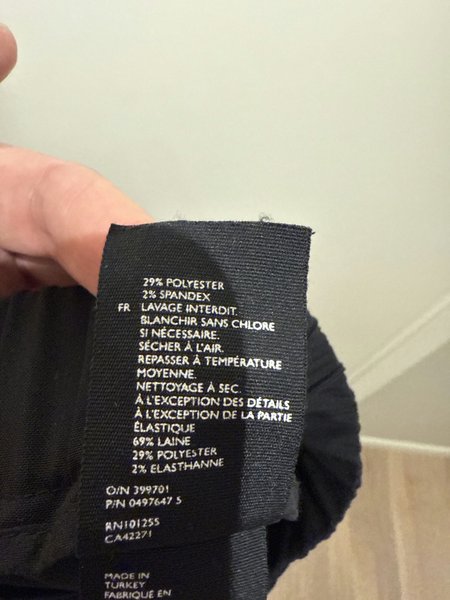 29% POLYESTER
2% SPANDEX
FR LAVAGE INTERDIT.
BLANCHIR SANS CHLORE
SI NÉCESSAIRE.
SÉCHER À L'AIR.
REPASSER À TEMPÉRATURE
MOYENNE.
NETTOYAGE À SEC.
À L'EXCEPTION DES DÉTAILS
À L'EXCEPTION DE LA PARTIE
ÉLASTIQUE
69% LAINE
29% POLYESTER
2% ELASTHANNE
O/N 399701
P/N 0497647 5
RN101255
CA42271
MADE IN
TURKEY
FABRIQUÉ EN